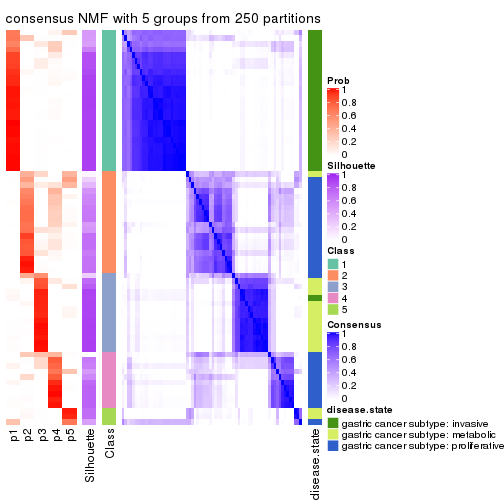 consensus NMF with 5 groups from 250 partitions
Prob
1
0.8
0.6
0.4
0.2
0
Silhouette
1
0.8
0.6
0.4
0.2
0
Class
1
2
3
4
5
Consensus
1
0.8
0.6
0.4
0.2
0
disease.state
gastric cancer subtype: invasive
gastric cancer subtype: metabolic
gastric cancer subtype: proliferative
p1
p2
p3
p4
p5
Silhouette
Class
disease.state